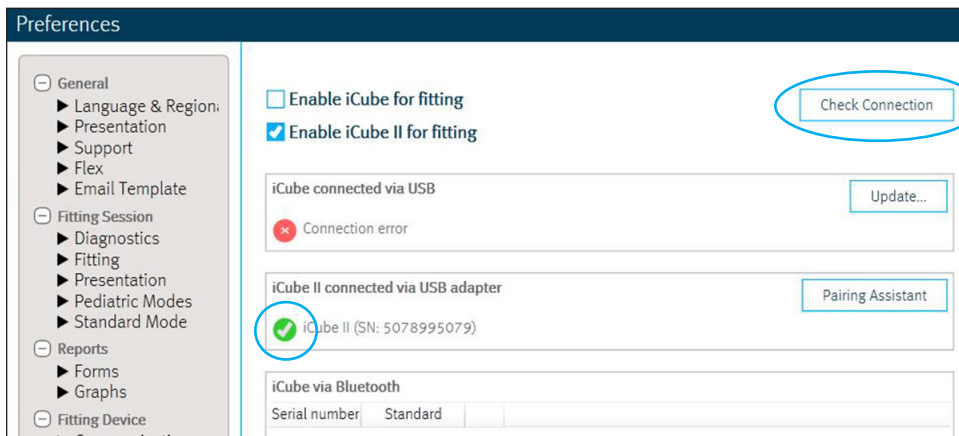 Preferences
General
Language & Region
Presentation
Support
Flex
Email Template
Fitting Session
Diagnostics
Fitting
Presentation
Pediatric Modes
Standard Mode
Reports
Forms
Graphs
Fitting Device
Enable iCube for fitting
Check Connection
Enable iCube II for fitting
iCube connected via USB
Update...
Connection error
iCube II connected via USB adapter
Pairing Assistant
iCube II (SN: 5078995079)
iCube via Bluetooth
Serial number Standard